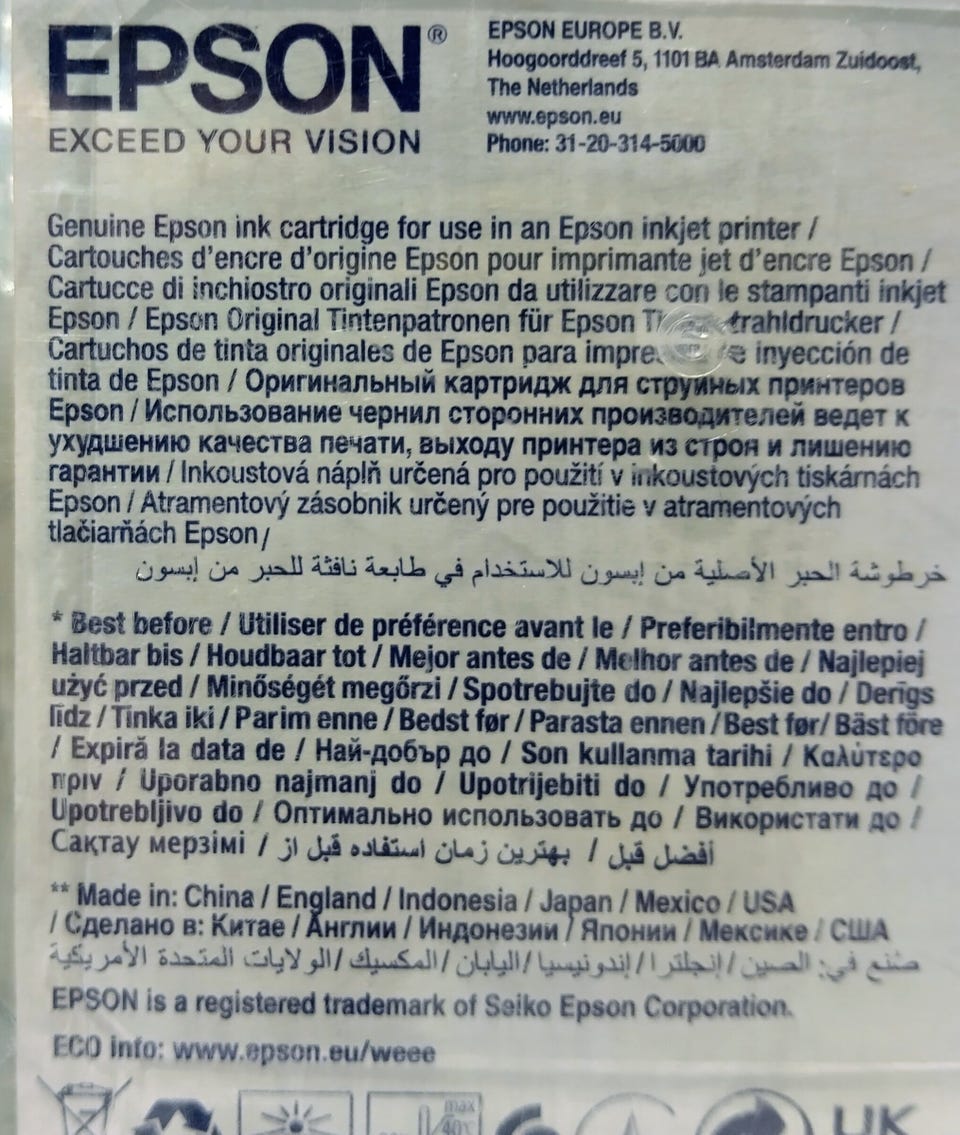 EPSON®
EXCEED YOUR VISION
EPSON EUROPE B.V.
Hoogoorddreef 5, 1101 BA Amsterdam Zuidoost,
The Netherlands
www.epson.eu
Phone: 31-20-314-5000
Genuine Epson ink cartridge for use in an Epson inkjet printer /
Cartouches d'encre d'origine Epson pour imprimante jet d'encre Epson /
Cartucce di inchiostro originali Epson da utilizzare con le stampanti inkjet
Epson / Epson Original Tintenpatronen für Epson /
Cartuchos de tinta originales de Epson para inyección de
tinta de Epson / Оригинальный картридж для струйных принтеров
Epson / Использование чернил сторонних производителей ведет к
ухудшению качества печати, выходу принтера из строя и лишению
гарантии / Inkoustová náplň určená pro použití v inkoustových tiskárnách
Epson / Atramentový zásobnik určený pre použitie v atramentových
tlačiarňách Epson /
خرطوشة الحبر الأصلية من إبسون للاستخدام في طابعة نافثة للحبر من إبسون
* Best before / Utiliser de préférence avant le / Preferibilmente entro /
Haltbar bis / Houdbaar tot / Mejor antes de / Melhor antes de / Najlepiej
użyć przed / Minőségét megőrzi / Spotrebujte do / Najlepšie do / Derīgs
līdz / Tinka iki / Parim enne / Bedst før / Parasta ennen / Best før/ Bäst före
/ Expiră la data de / Най-добър до / Son kullanma tarihi / Καλύτερο
πριν / Uporabno najmanj do / Upotrijebiti do / Употребливо до /
Upotrebljivo do / Оптимально использовать до / Використати до /
Сақтау мерзімі / أفضل قبل / بهترین زمان استفاده قبل از
** Made in: China / England / Indonesia / Japan / Mexico / USA
/ Сделано в: Китае / Англии / Индонезии / Японии / Мексике / США
صنع في: الصين/إنجلترا/إندونيسيا/اليابان/المكسيك/الولايات المتحدة الأمريكية
EPSON is a registered trademark of Seiko Epson Corporation.
ECO info: www.epson.eu/weee
max
40°C
UK